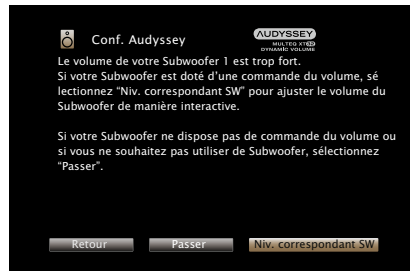 Conf. Audyssey
AUDYSSEY
MULTEQ XT32
DYNAMIC VOLUME
Le volume de votre Subwoofer 1 est trop fort.
Si votre Subwoofer est doté d'une commande du volume, sé
lectionnez "Niv. correspondant SW" pour ajuster le volume du
Subwoofer de manière interactive.
Si votre Subwoofer ne dispose pas de commande du volume ou
si vous ne souhaitez pas utiliser de Subwoofer, sélectionnez
"Passer".
Retour Passer Niv. correspondant SW